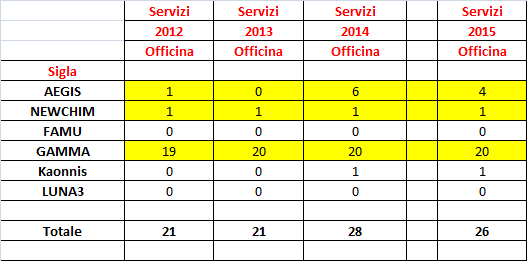 Servizi Servizi Servizi Servizi
2012 2013 2014 2015
Officina Officina Officina Officina
Sigla
AEGIS 1 0 6 4
NEWCHIM 1 1 1 1
FAMU 0 0 0 0
GAMMA 19 20 20 20
Kaonnis 0 0 1 1
LUNA3 0 0 0 0
Totale 21 21 28 26